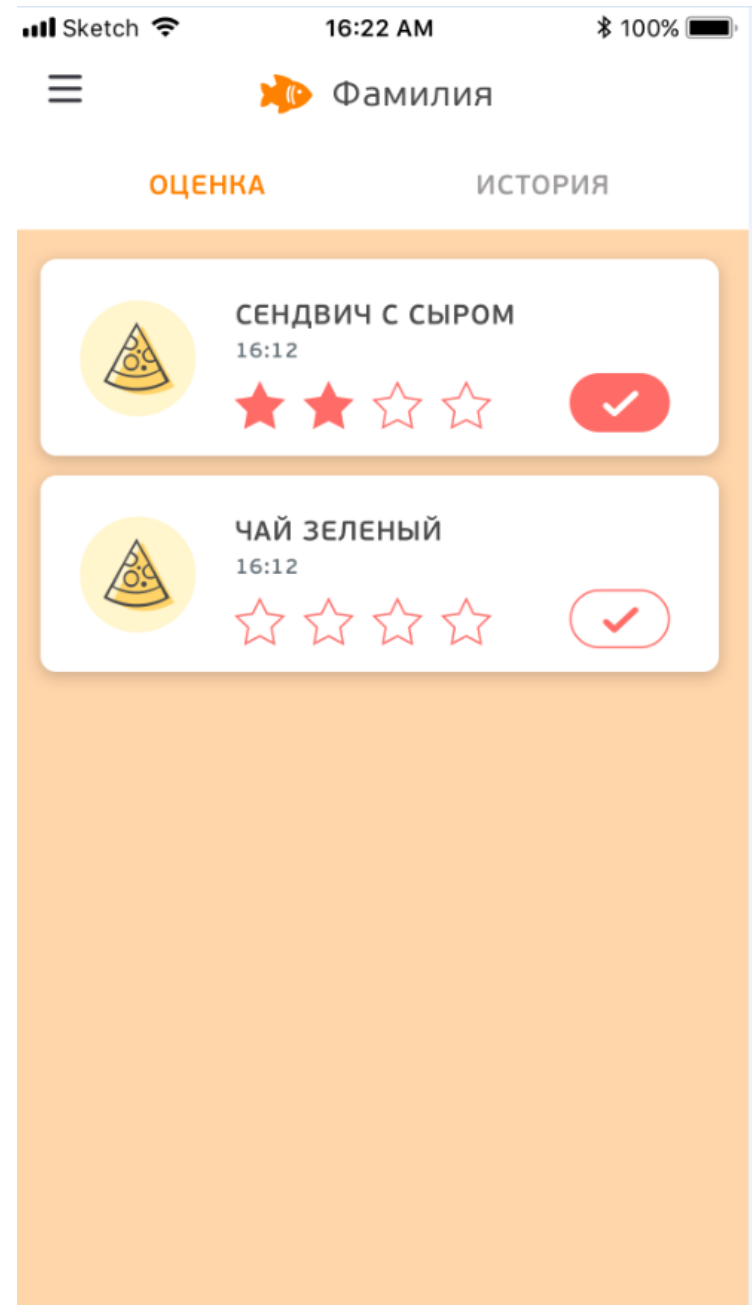 Sketch 16:22 AM 100%
Фамилия
ОЦЕНКА ИСТОРИЯ
СЕНДВИЧ С СЫРОМ
16:12
ЧАЙ ЗЕЛЕНЫЙ
16:12